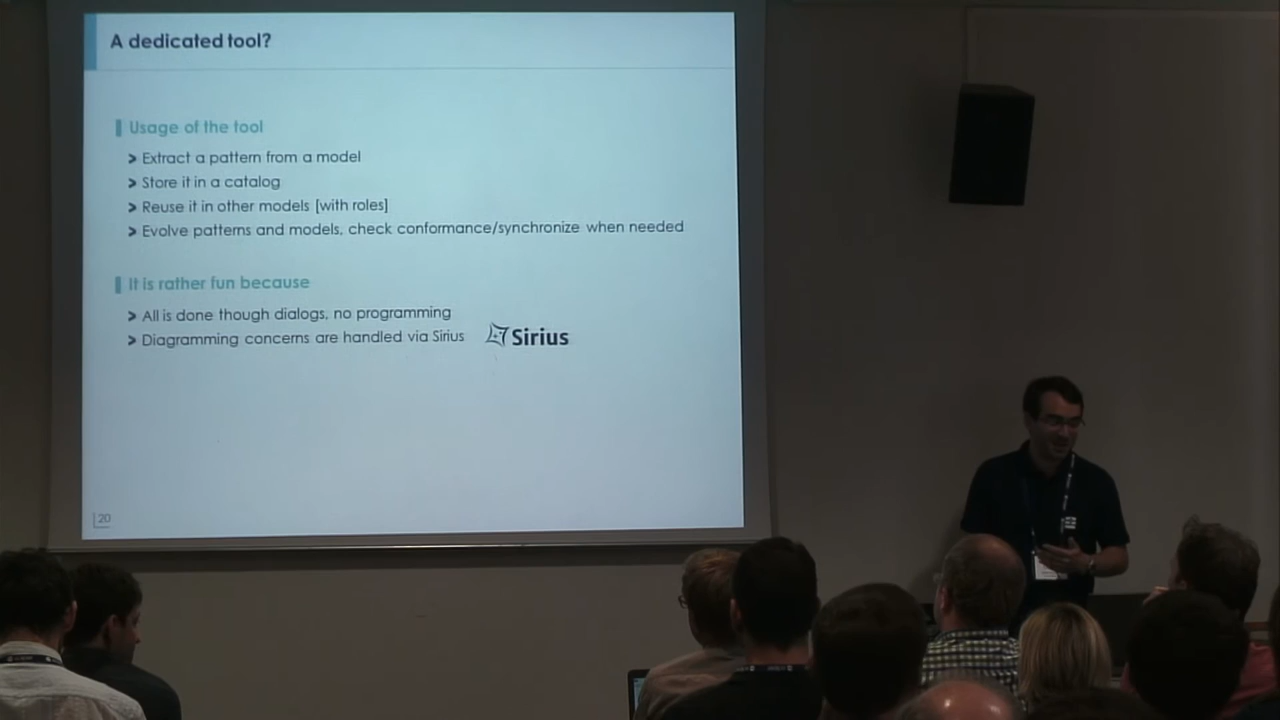 A dedicated tool?
Usage of the tool
> Extract a pattern from a model
> Store it in a catalog
> Reuse it in other models [with roles]
> Evolve patterns and models, check conformance/synchronize when needed
It is rather fun because
> All is done though dialogs, no programming
> Diagramming concerns are handled via Sirius
Sirius
20